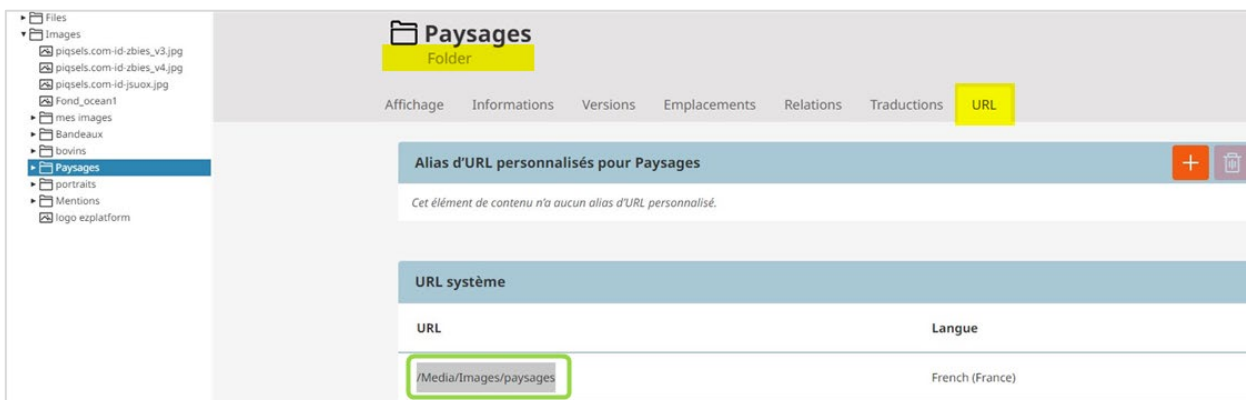 Files
Images
piqsels.com-id-zbies_v3.jpg
piqsels.com-id-zbies_v4.jpg
piqsels.com-id-jsuox.jpg
Fond_ocean1
mes images
Bandeaux
bovins
Paysages
portraits
Mentions
logo ezplatform
Paysages
Folder
Affichage Informations Versions Emplacements Relations Traductions URL
Alias d'URL personnalisés pour Paysages
Cet élément de contenu n'a aucun alias d'URL personnalisé.
URL système
URL Langue
/Media/Images/paysages French (France)